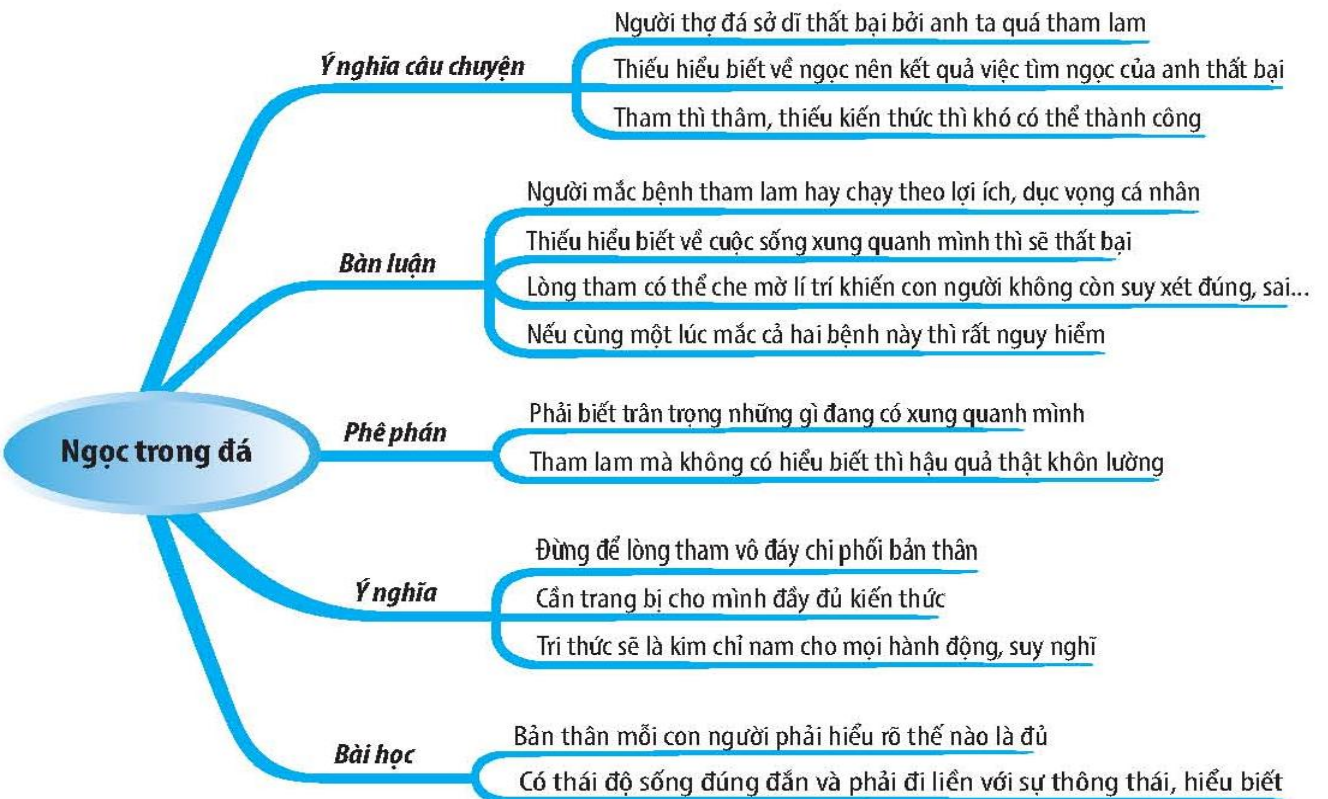 Ngọc trong đá
Ý nghĩa câu chuyện
Người thợ đá sở dĩ thất bại bởi anh ta quá tham lam
Thiếu hiểu biết về ngọc nên kết quả việc tìm ngọc của anh thất bại
Tham thì thâm, thiếu kiến thức thì khó có thể thành công
Bàn luận
Người mắc bệnh tham lam hay chạy theo lợi ích, dục vọng cá nhân
Thiếu hiểu biết về cuộc sống xung quanh mình thì sẽ thất bại
Lòng tham có thể che mờ lí trí khiến con người không còn suy xét đúng, sai...
Nếu cùng một lúc mắc cả hai bệnh này thì rất nguy hiểm
Phê phán
Phải biết trân trọng những gì đang có xung quanh mình
Tham lam mà không có hiểu biết thì hậu quả thật khôn lường
Ý nghĩa
Đừng để lòng tham vô đáy chi phối bản thân
Cần trang bị cho mình đầy đủ kiến thức
Tri thức sẽ là kim chỉ nam cho mọi hành động, suy nghĩ
Bài học
Bản thân mỗi con người phải hiểu rõ thế nào là đủ
Có thái độ sống đúng đắn và phải đi liền với sự thông thái, hiểu biết